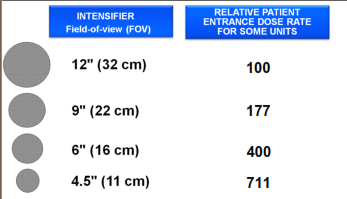 INTENSIFIER
Field-of-view (FOV)
RELATIVE PATIENT
ENTRANCE DOSE RATE
FOR SOME UNITS
12" (32 cm) 100
9" (22 cm) 177
6" (16 cm) 400
4.5" (11 cm) 711